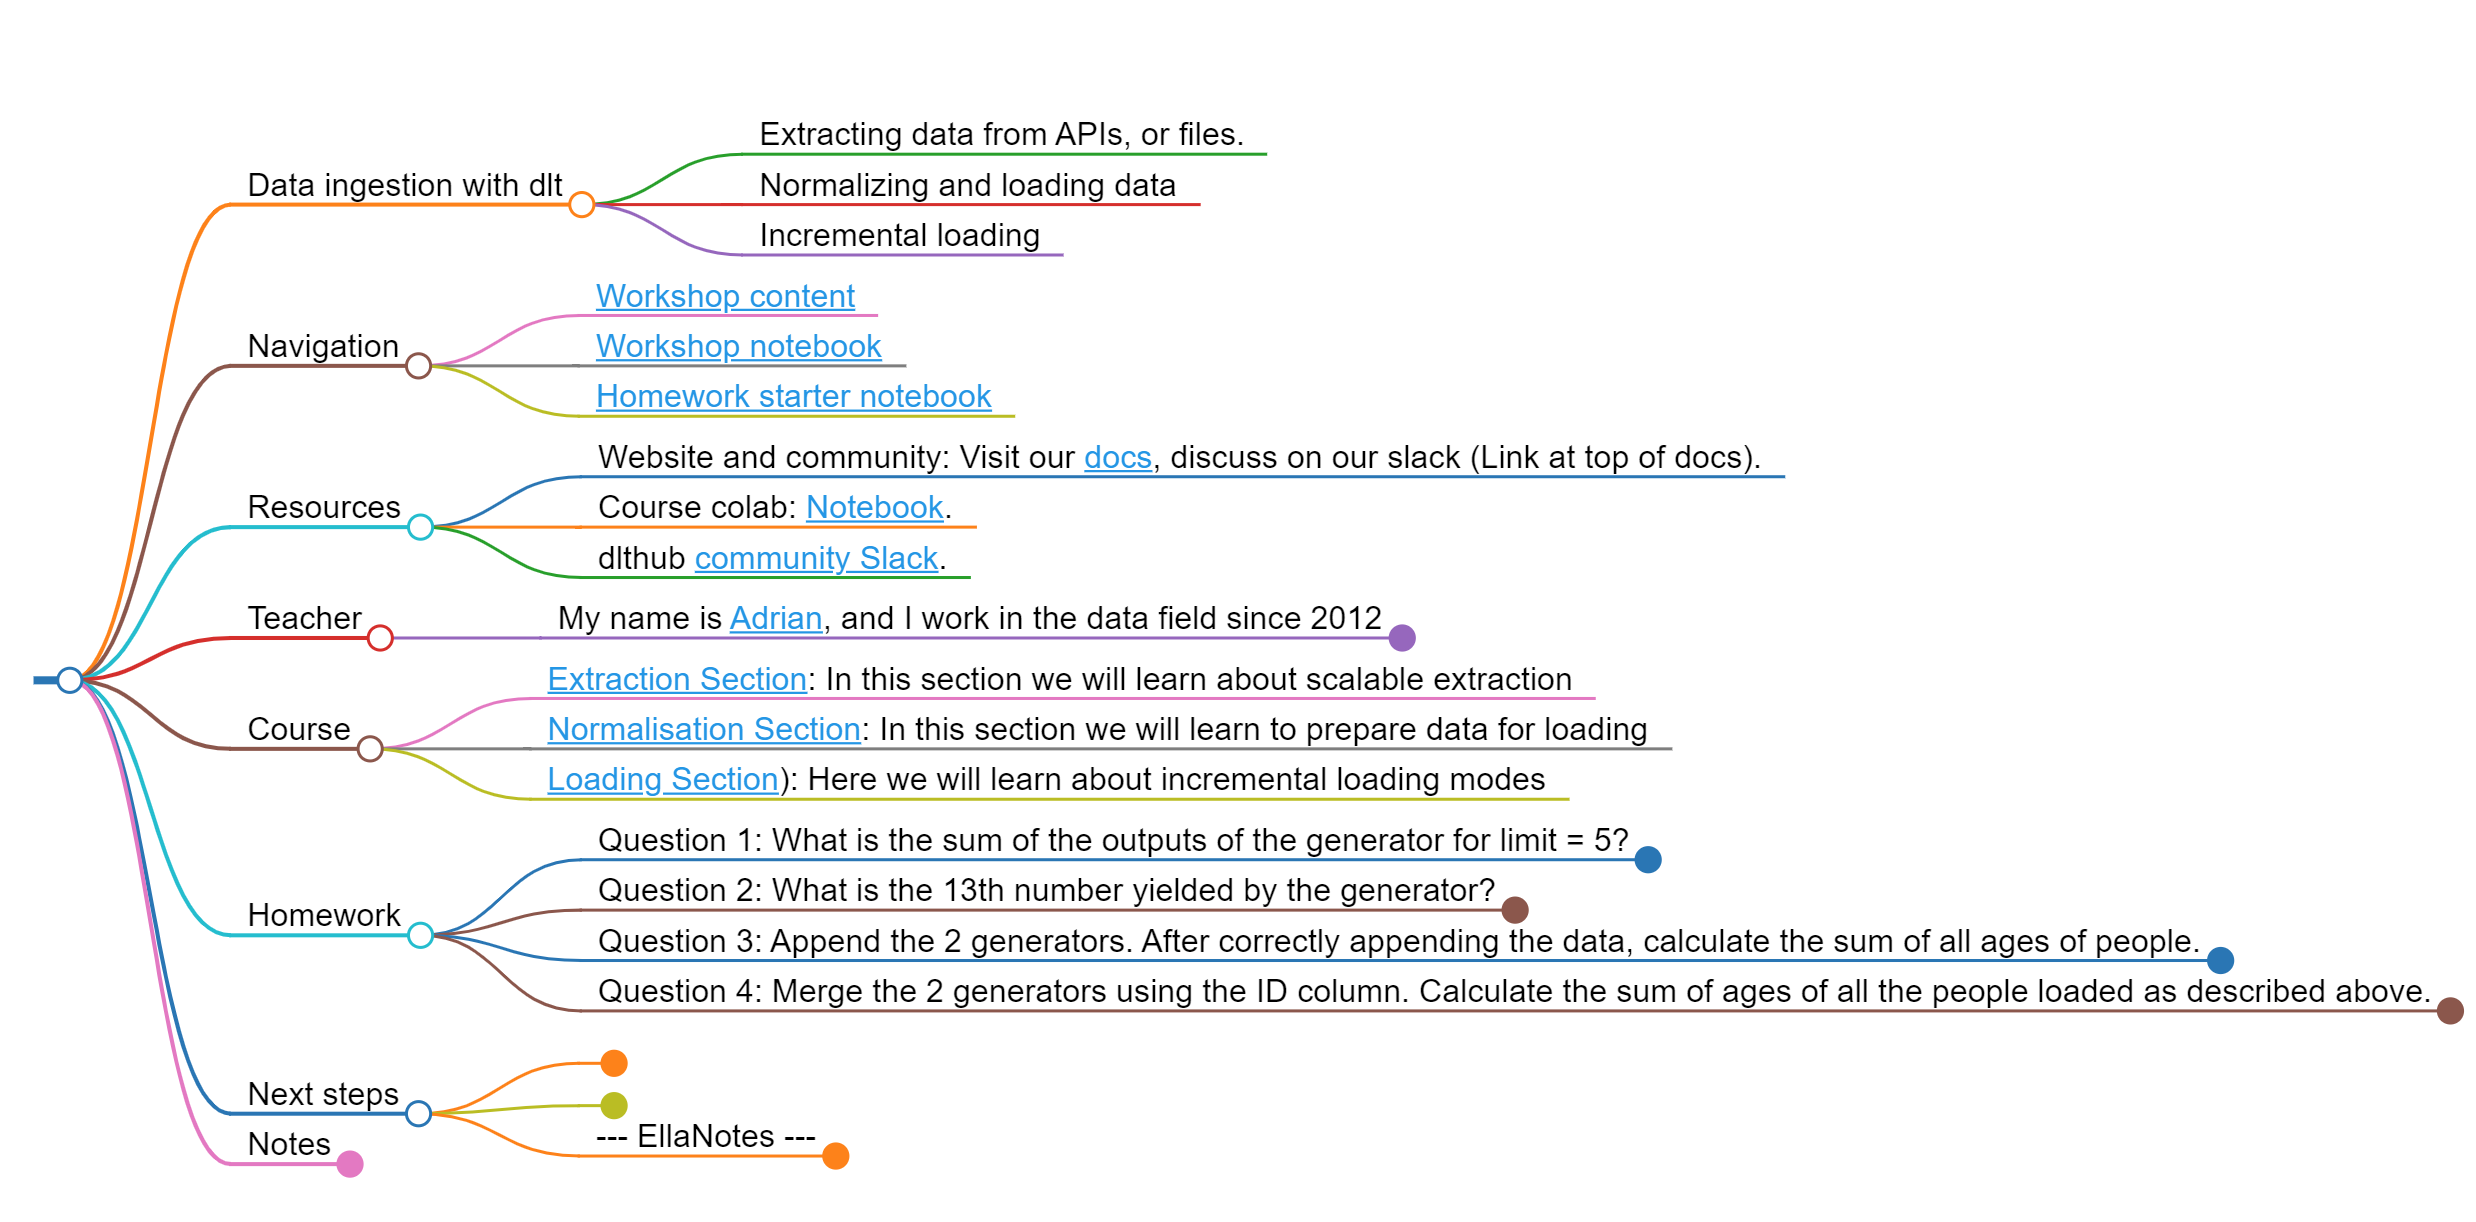 Data ingestion with dlt
Extracting data from APIs, or files.
Normalizing and loading data
Incremental loading
Navigation
Workshop content
Workshop notebook
Homework starter notebook
Resources
Website and community: Visit our docs, discuss on our slack (Link at top of docs).
Course colab: Notebook.
dlthub community Slack.
Teacher
My name is Adrian, and I work in the data field since 2012
Course
Extraction Section: In this section we will learn about scalable extraction
Normalisation Section: In this section we will learn to prepare data for loading
Loading Section): Here we will learn about incremental loading modes
Homework
Question 1: What is the sum of the outputs of the generator for limit = 5?
Question 2: What is the 13th number yielded by the generator?
Question 3: Append the 2 generators. After correctly appending the data, calculate the sum of all ages of people.
Question 4: Merge the 2 generators using the ID column. Calculate the sum of ages of all the people loaded as described above.
Next steps
--- EllaNotes ---
Notes